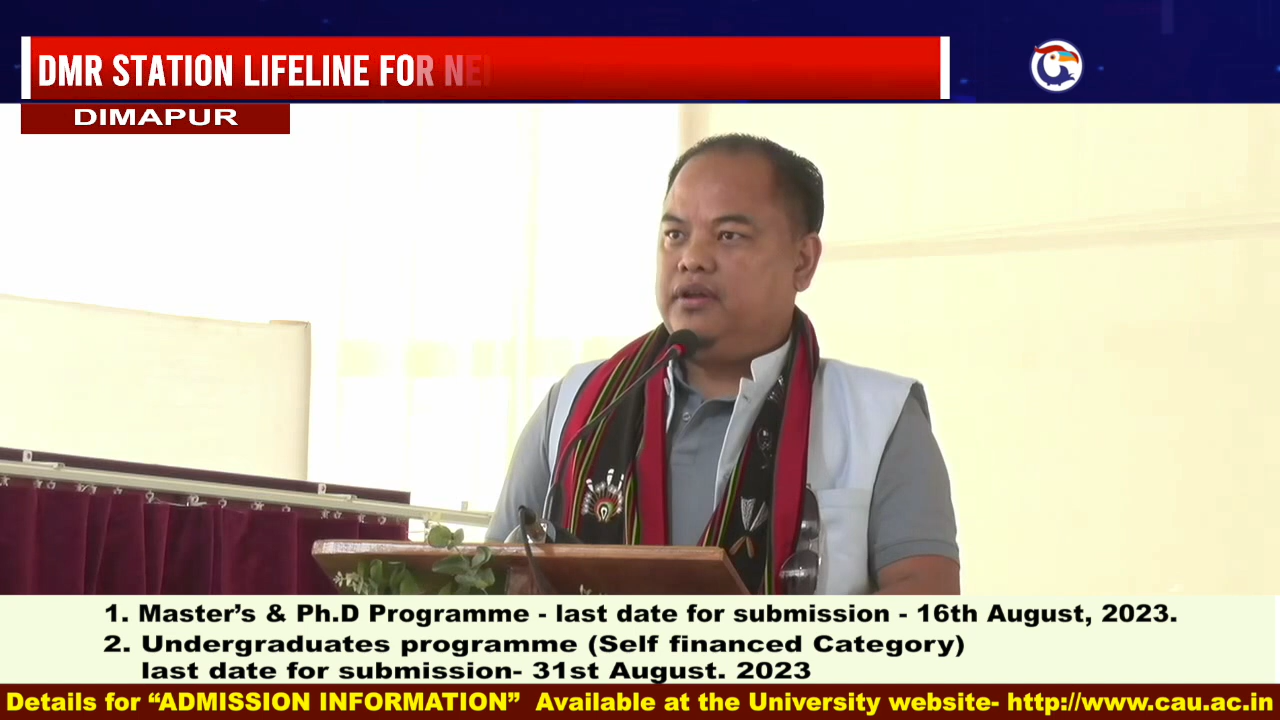 DMR STATION LIFELINE FOR
DIMAPUR
1. Master's & Ph.D Programme - last date for submission - 16th August, 2023.
2. Undergraduates programme (Self financed Category)
last date for submission- 31st August. 2023
Details for “ADMISSION INFORMATION” Available at the University website- http://www.cau.ac.in